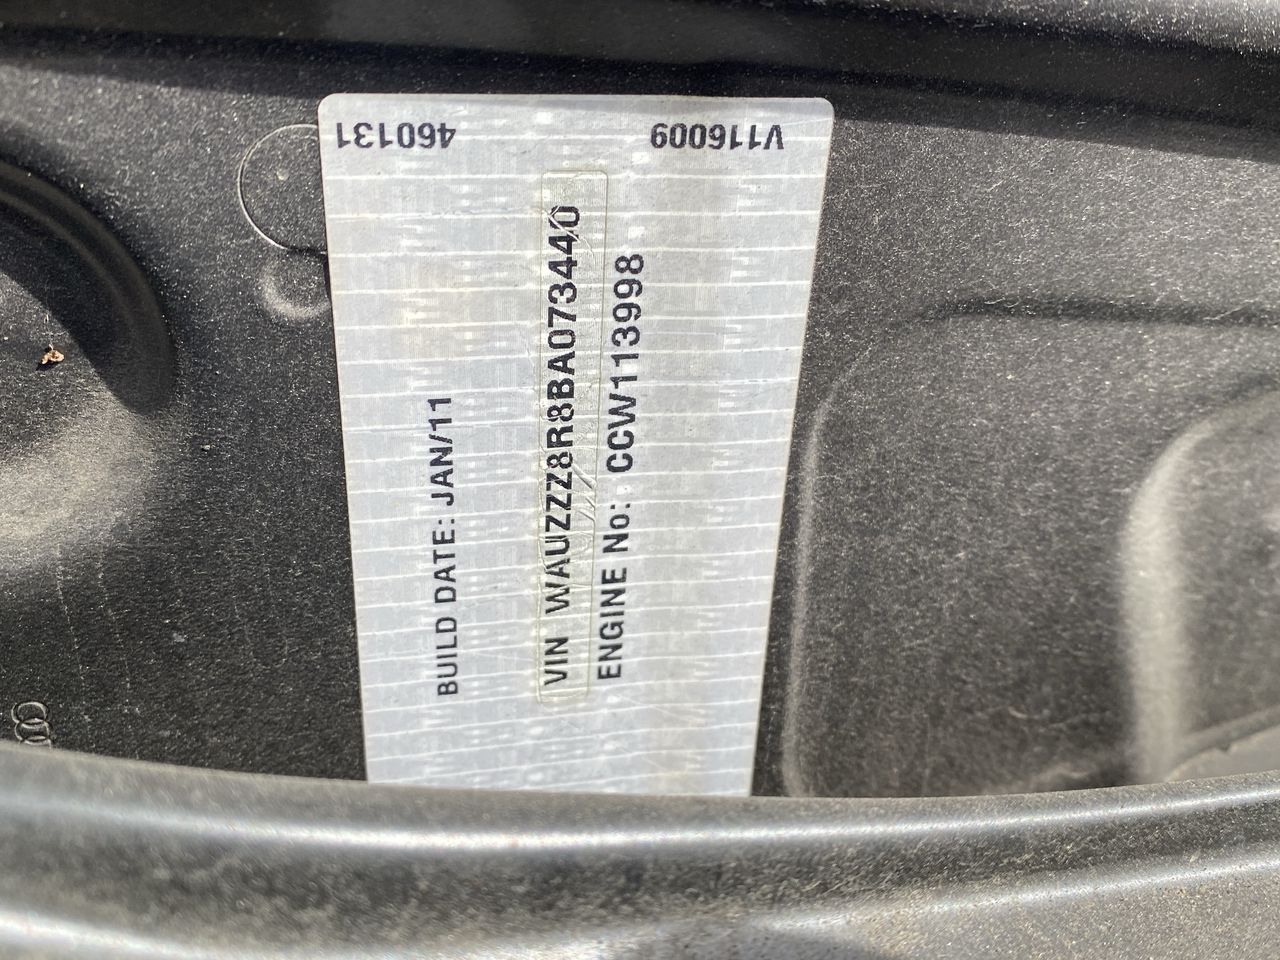 460131
V116009
BUILD DATE: JAN/11
VIN WAUZZZ8R8BA073440
ENGINE No: CCW113998